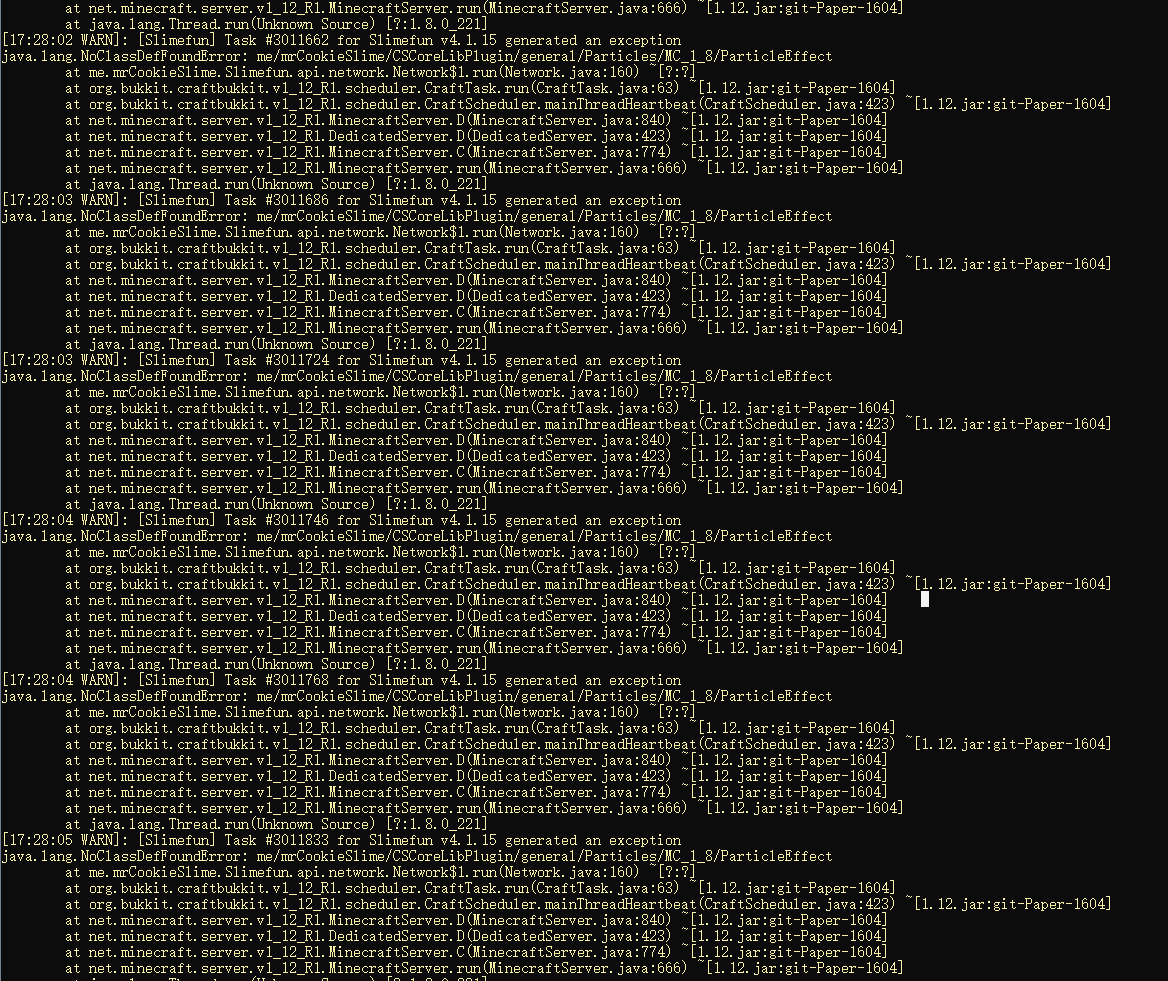 at net.minecraft.server.v1_12_R1.MinecraftServer.run(MinecraftServer.java:666) ~[1.12.jar:git-Paper-1604]
at java.lang.Thread.run(Unknown Source) [?:1.8.0_221]
[17:28:02 WARN]: [Slimefun] Task #3011662 for Slimefun v4.1.15 generated an exception
java.lang.NoClassDefFoundError: me/mrCookieSlime/CSCoreLibPlugin/general/Particles/MC_1_8/ParticleEffect
at me.mrCookieSlime.Slimefun.api.network.Network$1.run(Network.java:160) ~[?:?]
at org.bukkit.craftbukkit.v1_12_R1.scheduler.CraftTask.run(CraftTask.java:63) ~[1.12.jar:git-Paper-1604]
at org.bukkit.craftbukkit.v1_12_R1.scheduler.CraftScheduler.mainThreadHeartbeat(CraftScheduler.java:423) ~[1.12.jar:git-Paper-1604]
at net.minecraft.server.v1_12_R1.MinecraftServer.D(MinecraftServer.java:840) ~[1.12.jar:git-Paper-1604]
at net.minecraft.server.v1_12_R1.DedicatedServer.D(DedicatedServer.java:423) ~[1.12.jar:git-Paper-1604]
at net.minecraft.server.v1_12_R1.MinecraftServer.C(MinecraftServer.java:774) ~[1.12.jar:git-Paper-1604]
at net.minecraft.server.v1_12_R1.MinecraftServer.run(MinecraftServer.java:666) ~[1.12.jar:git-Paper-1604]
at java.lang.Thread.run(Unknown Source) [?:1.8.0_221]
[17:28:03 WARN]: [Slimefun] Task #3011686 for Slimefun v4.1.15 generated an exception
java.lang.NoClassDefFoundError: me/mrCookieSlime/CSCoreLibPlugin/general/Particles/MC_1_8/ParticleEffect
at me.mrCookieSlime.Slimefun.api.network.Network$1.run(Network.java:160) ~[?:?]
at org.bukkit.craftbukkit.v1_12_R1.scheduler.CraftTask.run(CraftTask.java:63) ~[1.12.jar:git-Paper-1604]
at org.bukkit.craftbukkit.v1_12_R1.scheduler.CraftScheduler.mainThreadHeartbeat(CraftScheduler.java:423) ~[1.12.jar:git-Paper-1604]
at net.minecraft.server.v1_12_R1.MinecraftServer.D(MinecraftServer.java:840) ~[1.12.jar:git-Paper-1604]
at net.minecraft.server.v1_12_R1.DedicatedServer.D(DedicatedServer.java:423) ~[1.12.jar:git-Paper-1604]
at net.minecraft.server.v1_12_R1.MinecraftServer.C(MinecraftServer.java:774) ~[1.12.jar:git-Paper-1604]
at net.minecraft.server.v1_12_R1.MinecraftServer.run(MinecraftServer.java:666) ~[1.12.jar:git-Paper-1604]
at java.lang.Thread.run(Unknown Source) [?:1.8.0_221]
[17:28:03 WARN]: [Slimefun] Task #3011724 for Slimefun v4.1.15 generated an exception
java.lang.NoClassDefFoundError: me/mrCookieSlime/CSCoreLibPlugin/general/Particles/MC_1_8/ParticleEffect
at me.mrCookieSlime.Slimefun.api.network.Network$1.run(Network.java:160) ~[?:?]
at org.bukkit.craftbukkit.v1_12_R1.scheduler.CraftTask.run(CraftTask.java:63) ~[1.12.jar:git-Paper-1604]
at org.bukkit.craftbukkit.v1_12_R1.scheduler.CraftScheduler.mainThreadHeartbeat(CraftScheduler.java:423) ~[1.12.jar:git-Paper-1604]
at net.minecraft.server.v1_12_R1.MinecraftServer.D(MinecraftServer.java:840) ~[1.12.jar:git-Paper-1604]
at net.minecraft.server.v1_12_R1.DedicatedServer.D(DedicatedServer.java:423) ~[1.12.jar:git-Paper-1604]
at net.minecraft.server.v1_12_R1.MinecraftServer.C(MinecraftServer.java:774) ~[1.12.jar:git-Paper-1604]
at net.minecraft.server.v1_12_R1.MinecraftServer.run(MinecraftServer.java:666) ~[1.12.jar:git-Paper-1604]
at java.lang.Thread.run(Unknown Source) [?:1.8.0_221]
[17:28:04 WARN]: [Slimefun] Task #3011746 for Slimefun v4.1.15 generated an exception
java.lang.NoClassDefFoundError: me/mrCookieSlime/CSCoreLibPlugin/general/Particles/MC_1_8/ParticleEffect
at me.mrCookieSlime.Slimefun.api.network.Network$1.run(Network.java:160) ~[?:?]
at org.bukkit.craftbukkit.v1_12_R1.scheduler.CraftTask.run(CraftTask.java:63) ~[1.12.jar:git-Paper-1604]
at org.bukkit.craftbukkit.v1_12_R1.scheduler.CraftScheduler.mainThreadHeartbeat(CraftScheduler.java:423) ~[1.12.jar:git-Paper-1604]
at net.minecraft.server.v1_12_R1.MinecraftServer.D(MinecraftServer.java:840) ~[1.12.jar:git-Paper-1604]
at net.minecraft.server.v1_12_R1.DedicatedServer.D(DedicatedServer.java:423) ~[1.12.jar:git-Paper-1604]
at net.minecraft.server.v1_12_R1.MinecraftServer.C(MinecraftServer.java:774) ~[1.12.jar:git-Paper-1604]
at net.minecraft.server.v1_12_R1.MinecraftServer.run(MinecraftServer.java:666) ~[1.12.jar:git-Paper-1604]
at java.lang.Thread.run(Unknown Source) [?:1.8.0_221]
[17:28:04 WARN]: [Slimefun] Task #3011768 for Slimefun v4.1.15 generated an exception
java.lang.NoClassDefFoundError: me/mrCookieSlime/CSCoreLibPlugin/general/Particles/MC_1_8/ParticleEffect
at me.mrCookieSlime.Slimefun.api.network.Network$1.run(Network.java:160) ~[?:?]
at org.bukkit.craftbukkit.v1_12_R1.scheduler.CraftTask.run(CraftTask.java:63) ~[1.12.jar:git-Paper-1604]
at org.bukkit.craftbukkit.v1_12_R1.scheduler.CraftScheduler.mainThreadHeartbeat(CraftScheduler.java:423) ~[1.12.jar:git-Paper-1604]
at net.minecraft.server.v1_12_R1.MinecraftServer.D(MinecraftServer.java:840) ~[1.12.jar:git-Paper-1604]
at net.minecraft.server.v1_12_R1.DedicatedServer.D(DedicatedServer.java:423) ~[1.12.jar:git-Paper-1604]
at net.minecraft.server.v1_12_R1.MinecraftServer.C(MinecraftServer.java:774) ~[1.12.jar:git-Paper-1604]
at net.minecraft.server.v1_12_R1.MinecraftServer.run(MinecraftServer.java:666) ~[1.12.jar:git-Paper-1604]
at java.lang.Thread.run(Unknown Source) [?:1.8.0_221]
[17:28:05 WARN]: [Slimefun] Task #3011833 for Slimefun v4.1.15 generated an exception
java.lang.NoClassDefFoundError: me/mrCookieSlime/CSCoreLibPlugin/general/Particles/MC_1_8/ParticleEffect
at me.mrCookieSlime.Slimefun.api.network.Network$1.run(Network.java:160) ~[?:?]
at org.bukkit.craftbukkit.v1_12_R1.scheduler.CraftTask.run(CraftTask.java:63) ~[1.12.jar:git-Paper-1604]
at org.bukkit.craftbukkit.v1_12_R1.scheduler.CraftScheduler.mainThreadHeartbeat(CraftScheduler.java:423) ~[1.12.jar:git-Paper-1604]
at net.minecraft.server.v1_12_R1.MinecraftServer.D(MinecraftServer.java:840) ~[1.12.jar:git-Paper-1604]
at net.minecraft.server.v1_12_R1.DedicatedServer.D(DedicatedServer.java:423) ~[1.12.jar:git-Paper-1604]
at net.minecraft.server.v1_12_R1.MinecraftServer.C(MinecraftServer.java:774) ~[1.12.jar:git-Paper-1604]
at net.minecraft.server.v1_12_R1.MinecraftServer.run(MinecraftServer.java:666) ~[1.12.jar:git-Paper-1604]